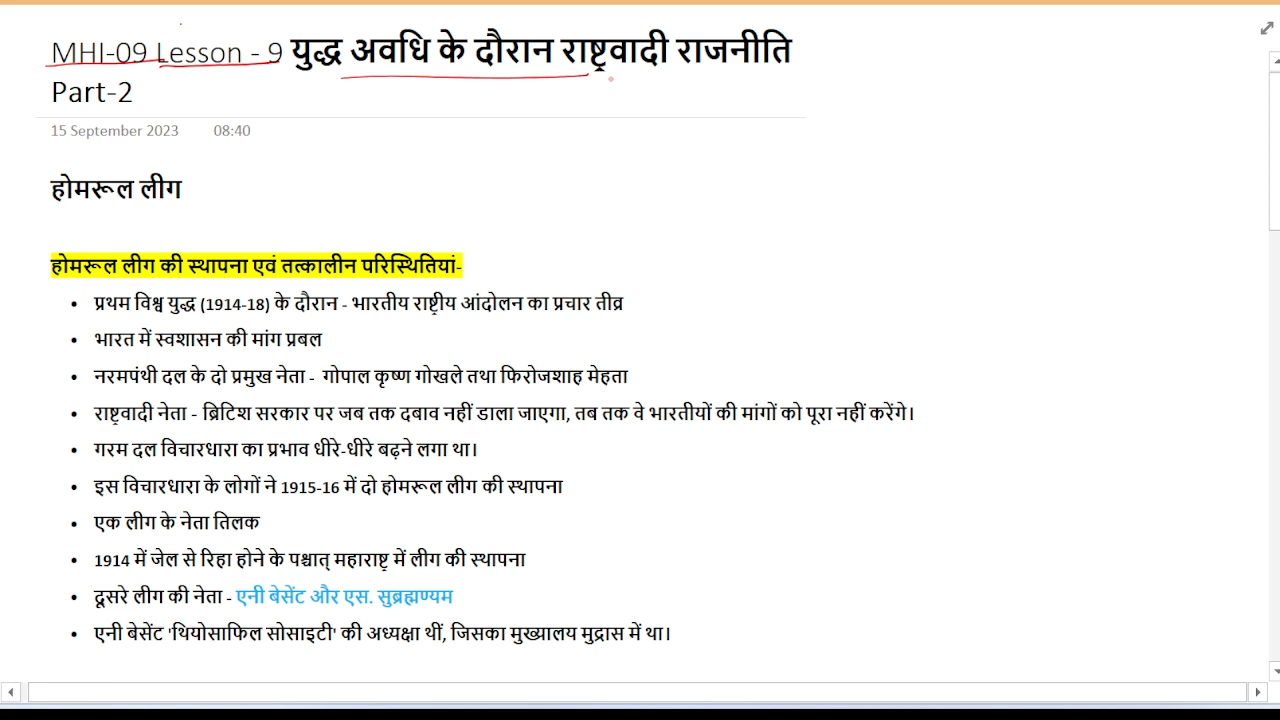 MHI-09 Lesson - 9 युद्ध अवधि के दौरान राष्ट्रवादी राजनीति
Part-2
15 September 2023 08:40
होमरूल लीग
होमरूल लीग की स्थापना एवं तत्कालीन परिस्थितियां-
• प्रथम विश्व युद्ध (1914-18) के दौरान - भारतीय राष्ट्रीय आंदोलन का प्रचार तीव्र
• भारत में स्वशासन की मांग प्रबल
• नरमपंथी दल के दो प्रमुख नेता - गोपाल कृष्ण गोखले तथा फिरोजशाह मेहता
• राष्ट्रवादी नेता - ब्रिटिश सरकार पर जब तक दबाव नहीं डाला जाएगा, तब तक वे भारतीयों की मांगों को पूरा नहीं करेंगे।
• गरम दल विचारधारा का प्रभाव धीरे-धीरे बढ़ने लगा था।
• इस विचारधारा के लोगों ने 1915-16 में दो होमरूल लीग की स्थापना
• एक लीग के नेता तिलक
• 1914 में जेल से रिहा होने के पश्चात् महाराष्ट्र में लीग की स्थापना
• दूसरे लीग की नेता - एनी बेसेंट और एस. सुब्रह्मण्यम
• एनी बेसेंट 'थियोसाफिल सोसाइटी' की अध्यक्षा थीं, जिसका मुख्यालय मुद्रास में था।